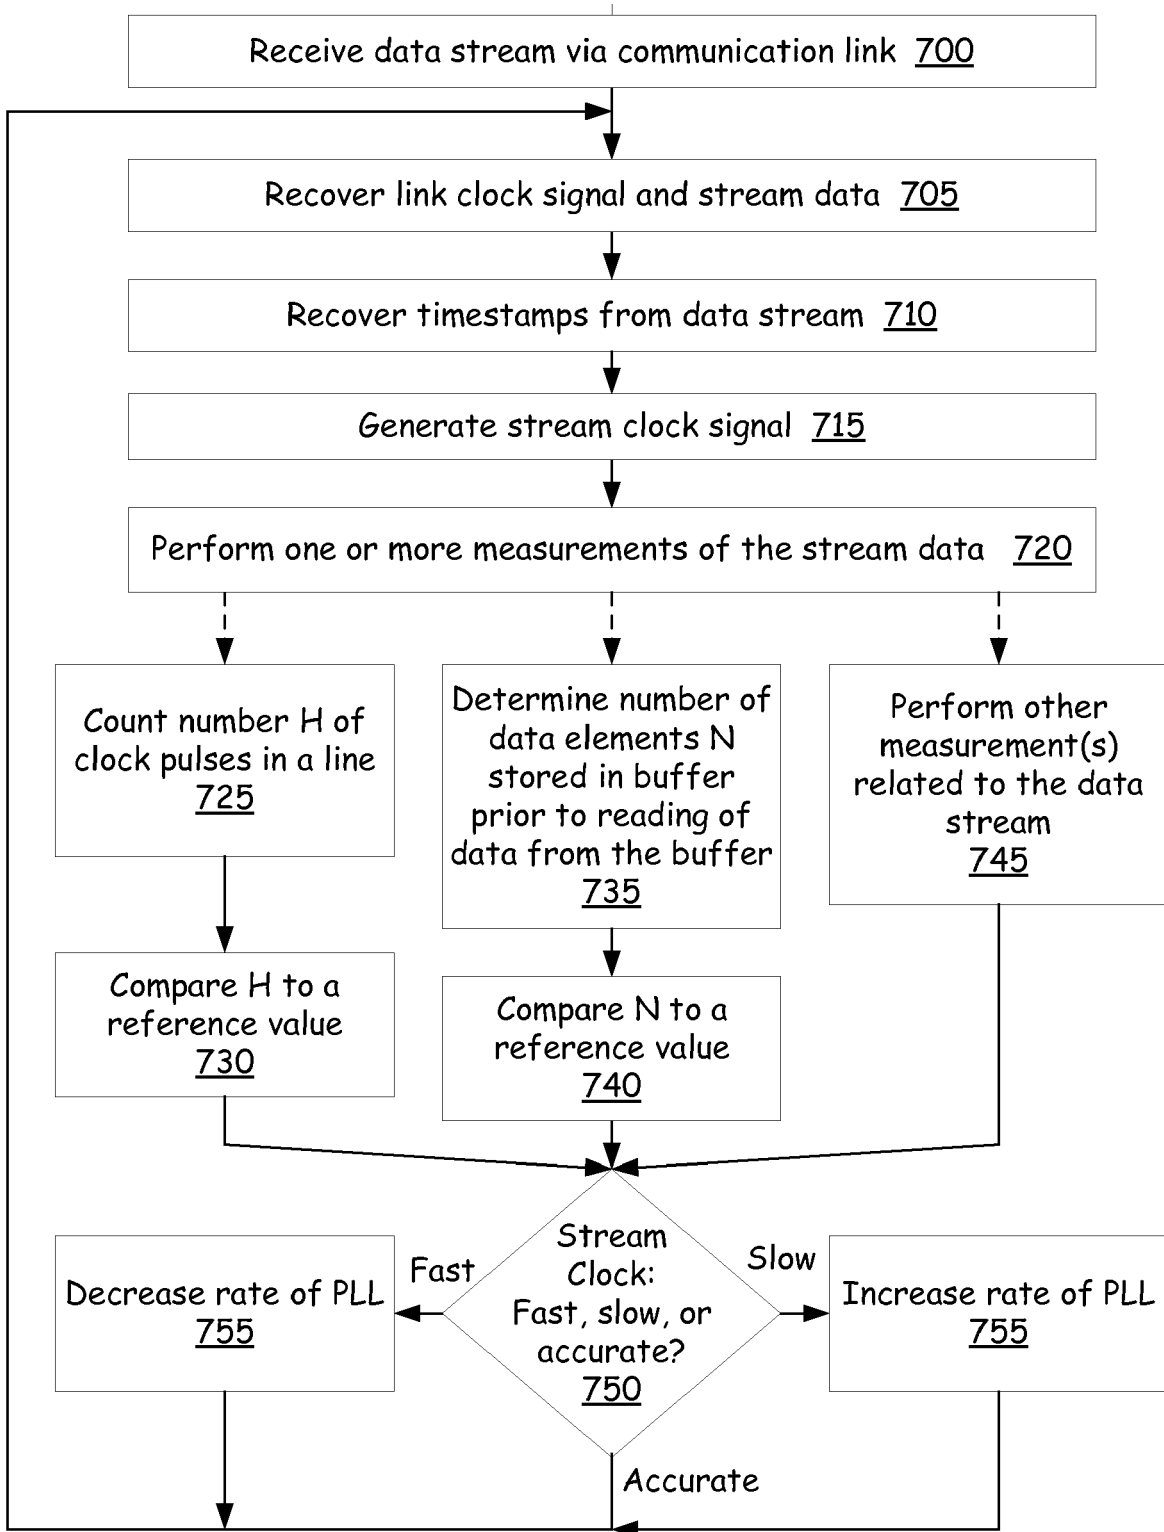 Receive data stream via communication link 700
Recover link clock signal and stream data 705
Recover timestamps from data stream 710
Generate stream clock signal 715
Perform one or more measurements of the stream data 720
Count number H of
clock pulses in a line
725
Determine number of
data elements N
stored in buffer
prior to reading of
data from the buffer
735
Perform other
measurement(s)
related to the data
stream
745
Compare H to a
reference value
730
Compare N to a
reference value
740
Stream
Clock:
Fast, slow, or
accurate?
750
Fast
Slow
Decrease rate of PLL
755
Increase rate of PLL
755
Accurate